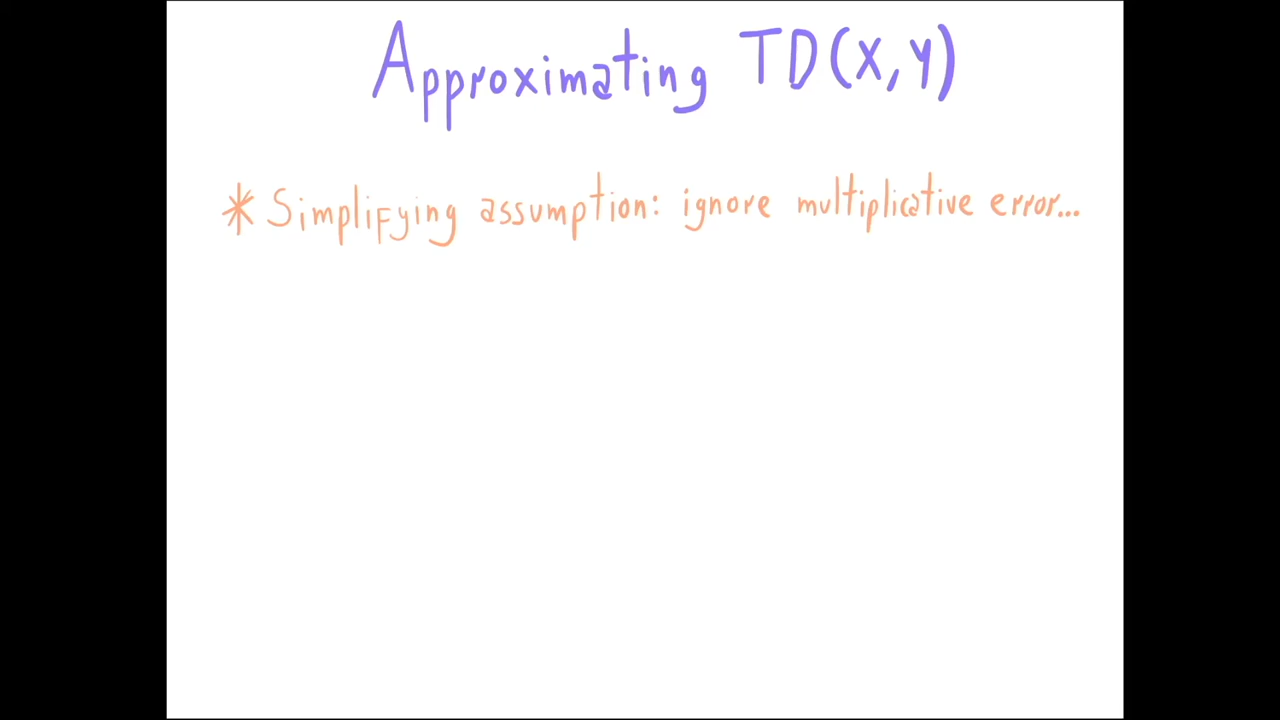 Approximating TD(X,Y)
* Simplifying assumption: ignore multiplicative error...